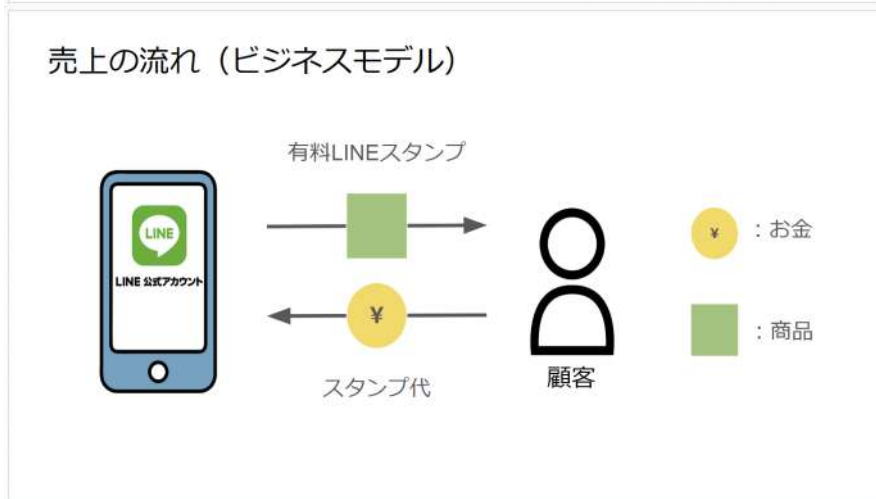 売上の流れ（ビジネスモデル）
有料LINEスタンプ
LINE
LINE 公式アカウント
¥
スタンプ代
顧客
¥ ：お金
：商品